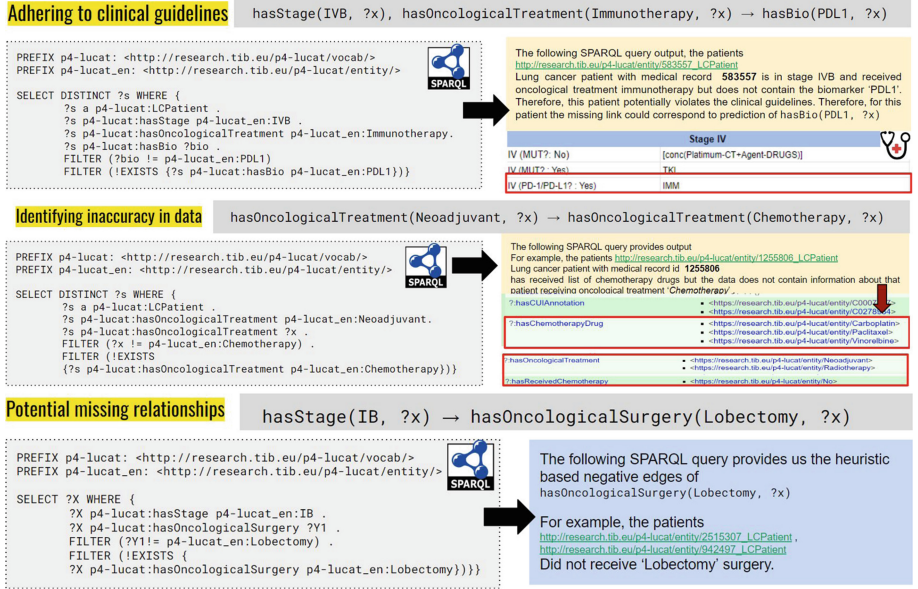 Adhering to clinical guidelines
hasStage(IVB, ?x), hasOncologicalTreatment(Immunotherapy, ?x) → hasBio(PDL1, ?x)
PREFIX p4-lucat: <http://research.tib.eu/p4-lucat/vocab/>
PREFIX p4-lucat_en: <http://research.tib.eu/p4-lucat/entity/>
SELECT DISTINCT ?s WHERE {
?s a p4-lucat:LCPatient .
?s p4-lucat:hasStage p4-lucat_en:IVB .
?s p4-lucat:hasOncologicalTreatment p4-lucat_en:Immunotherapy.
?s p4-lucat:hasBio ?bio .
FILTER (?bio != p4-lucat_en:PDL1)
FILTER (!EXISTS {?s p4-lucat:hasBio p4-lucat_en:PDL1})}
SPARQL
The following SPARQL query output, the patients
http://research.tib.eu/p4-lucat/entity/583557_LCPatient
Lung cancer patient with medical record 583557 is in stage IVB and received
oncological treatment immunotherapy but does not contain the biomarker 'PDL1'.
Therefore, this patient potentially violates the clinical guidelines. Therefore, for this
patient the missing link could correspond to prediction of hasBio(PDL1, ?x)
Stage IV
IV (MUT?: No) [conc(Platimum-CT+Agent-DRUGS)]
IV (MUT? : Yes) TKI
IV (PD-1/PD-L1? : Yes) IMM
Identifying inaccuracy in data
hasOncologicalTreatment(Neoadjuvant, ?x) → hasOncologicalTreatment(Chemotherapy, ?x)
PREFIX p4-lucat: <http://research.tib.eu/p4-lucat/vocab/>
PREFIX p4-lucat_en: <http://research.tib.eu/p4-lucat/entity/>
SELECT DISTINCT ?s WHERE {
?s a p4-lucat:LCPatient .
?s p4-lucat:hasOncologicalTreatment p4-lucat_en:Neoadjuvant.
?s p4-lucat:hasOncologicalTreatment ?x .
FILTER (?x != p4-lucat_en:Chemotherapy) .
FILTER (!EXISTS
{?s p4-lucat:hasOncologicalTreatment p4-lucat_en:Chemotherapy})}
SPARQL
The following SPARQL query provides output
For example, the patients http://research.tib.eu/p4-lucat/entity/1255806_LCPatient
Lung cancer patient with medical record id 1255806
has received list of chemotherapy drugs but the data does not contain information about that
patient receiving oncological treatment 'Chemotherapy' .
?:hasCUIAnnotation
?:hasChemotherapyDrug • <https://research.tib.eu/p4-lucat/entity/Carboplatin>
• <https://research.tib.eu/p4-lucat/entity/Paclitaxel>
• <https://research.tib.eu/p4-lucat/entity/Vinorelbine>
?:hasOncologicalTreatment • <https://research.tib.eu/p4-lucat/entity/Neoadjuvant>
• <https://research.tib.eu/p4-lucat/entity/Radiotherapy>
?:hasReceivedChemotherapy • <https://research.tib.eu/p4-lucat/entity/No>
Potential missing relationships
hasStage(IB, ?x) → hasOncologicalSurgery(Lobectomy, ?x)
PREFIX p4-lucat: <http://research.tib.eu/p4-lucat/vocab/>
PREFIX p4-lucat_en: <http://research.tib.eu/p4-lucat/entity/>
SELECT ?X WHERE {
?X p4-lucat:hasStage p4-lucat_en:IB .
?X p4-lucat:hasOncologicalSurgery ?Y1 .
FILTER (?Y1!= p4-lucat_en:Lobectomy) .
FILTER (!EXISTS {
?X p4-lucat:hasOncologicalSurgery p4-lucat_en:Lobectomy})}}
SPARQL
The following SPARQL query provides us the heuristic
based negative edges of
hasOncologicalSurgery(Lobectomy, ?x)
For example, the patients
http://research.tib.eu/p4-lucat/entity/2515307_LCPatient ,
http://research.tib.eu/p4-lucat/entity/942497_LCPatient
Did not receive 'Lobectomy' surgery.